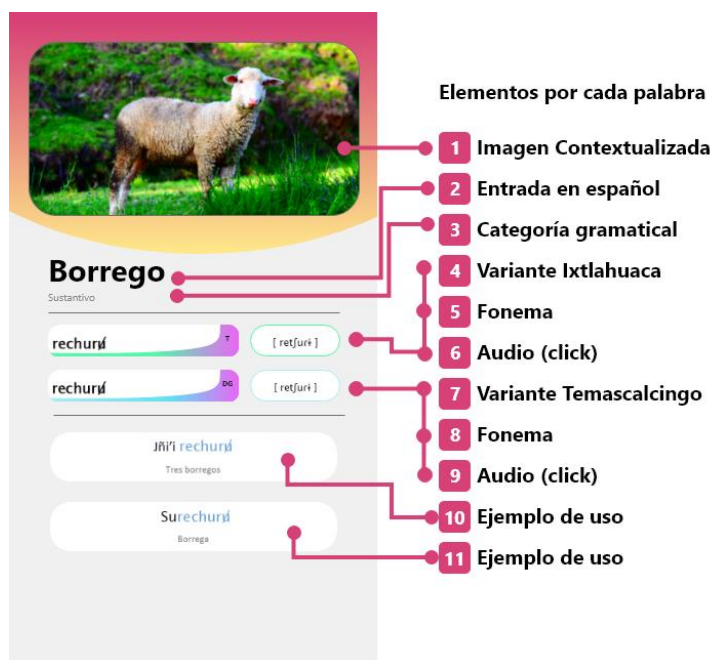 Elementos por cada palabra
1 Imagen Contextualizada
2 Entrada en español
3 Categoría gramatical
4 Variante Ixtlahuaca
5 Fonema
6 Audio (click)
7 Variante Temascalcingo
8 Fonema
9 Audio (click)
10 Ejemplo de uso
11 Ejemplo de uso
Borrego
Sustantivo
rechurʉ́ T [ retʃurɨ ]
rechurʉ́ DG [ retʃurɨ ]
Jñi'i rechurʉ́
Tres borregos
Surechurʉ́
Borrega